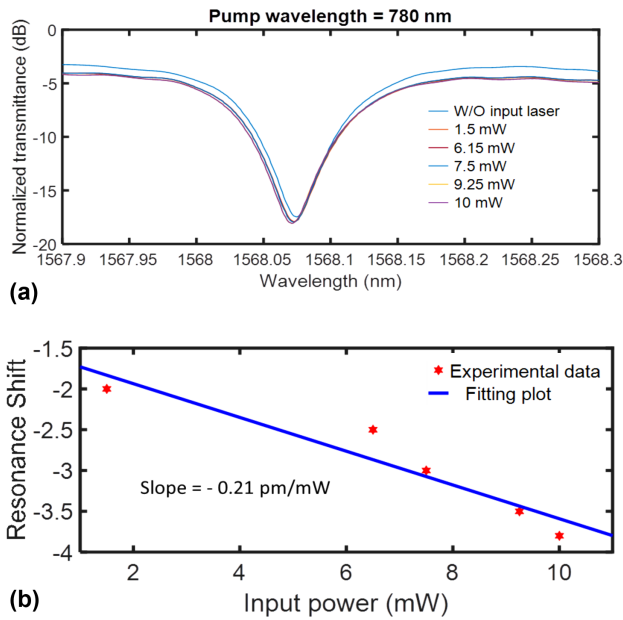 Pump wavelength = 780 nm
Normalized transmittance (dB)
0
-5
-10
-15
-20
W/O input laser
1.5 mW
6.15 mW
7.5 mW
9.25 mW
10 mW
1567.9 1567.95 1568 1568.05 1568.1 1568.15 1568.2 1568.25 1568.3
Wavelength (nm)
(a)
Resonance Shift
-1.5
-2
-2.5
-3
-3.5
-4
Experimental data
Fitting plot
Slope = - 0.21 pm/mW
2 4 6 8 10
Input power (mW)
(b)